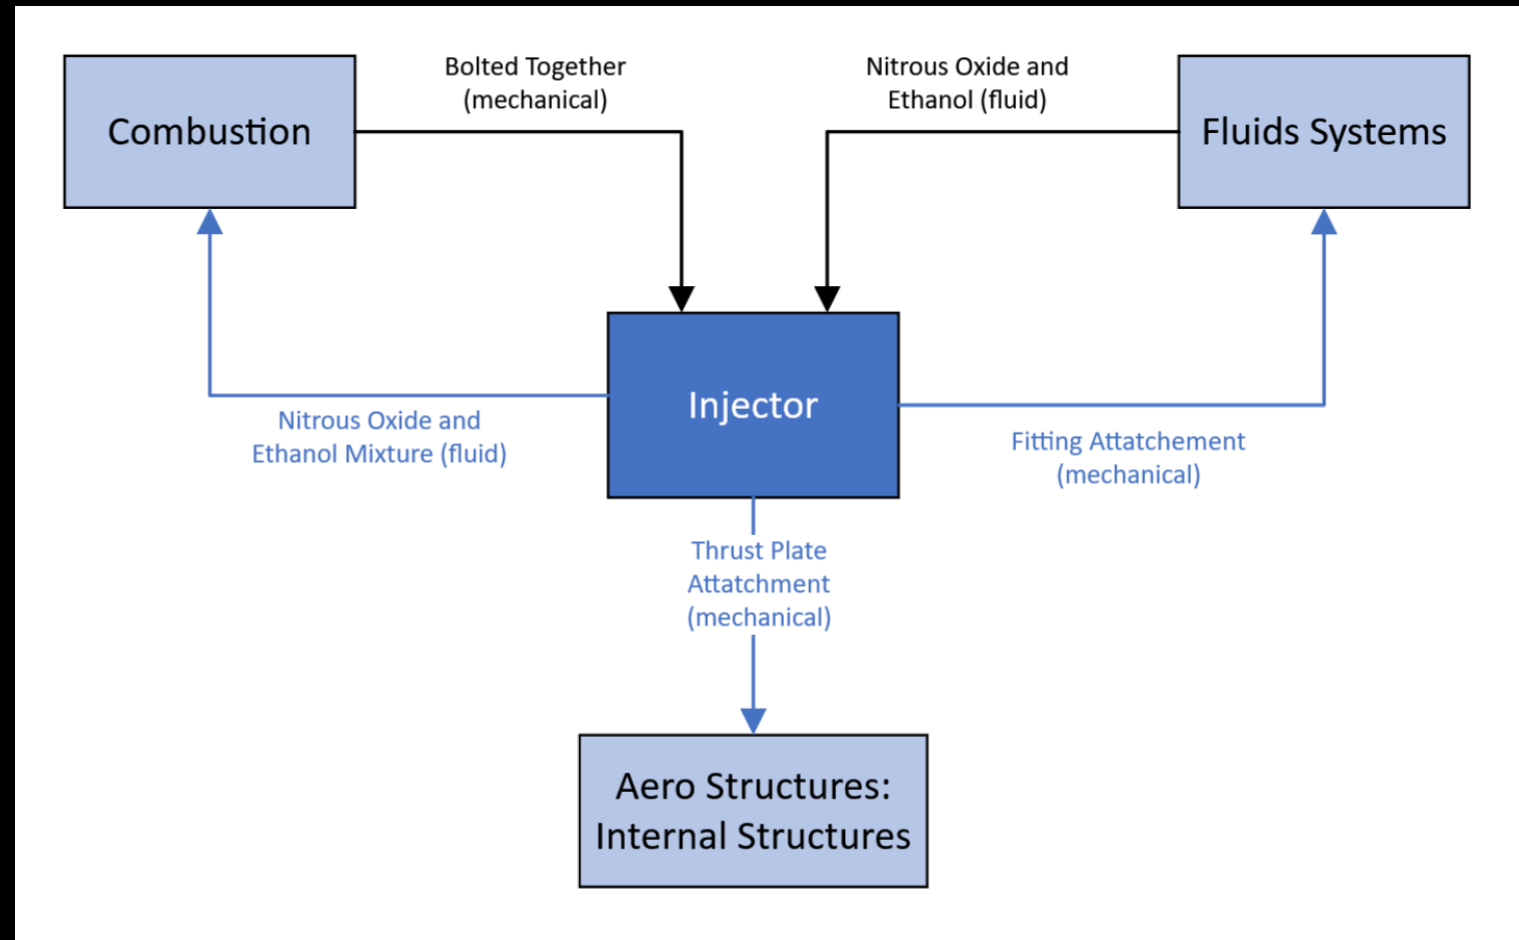 Bolted Together
(mechanical)
Nitrous Oxide and
Ethanol (fluid)
Combustion
Fluids Systems
Injector
Nitrous Oxide and
Ethanol Mixture (fluid)
Fitting Attatchement
(mechanical)
Thrust Plate
Attatchment
(mechanical)
Aero Structures:
Internal Structures